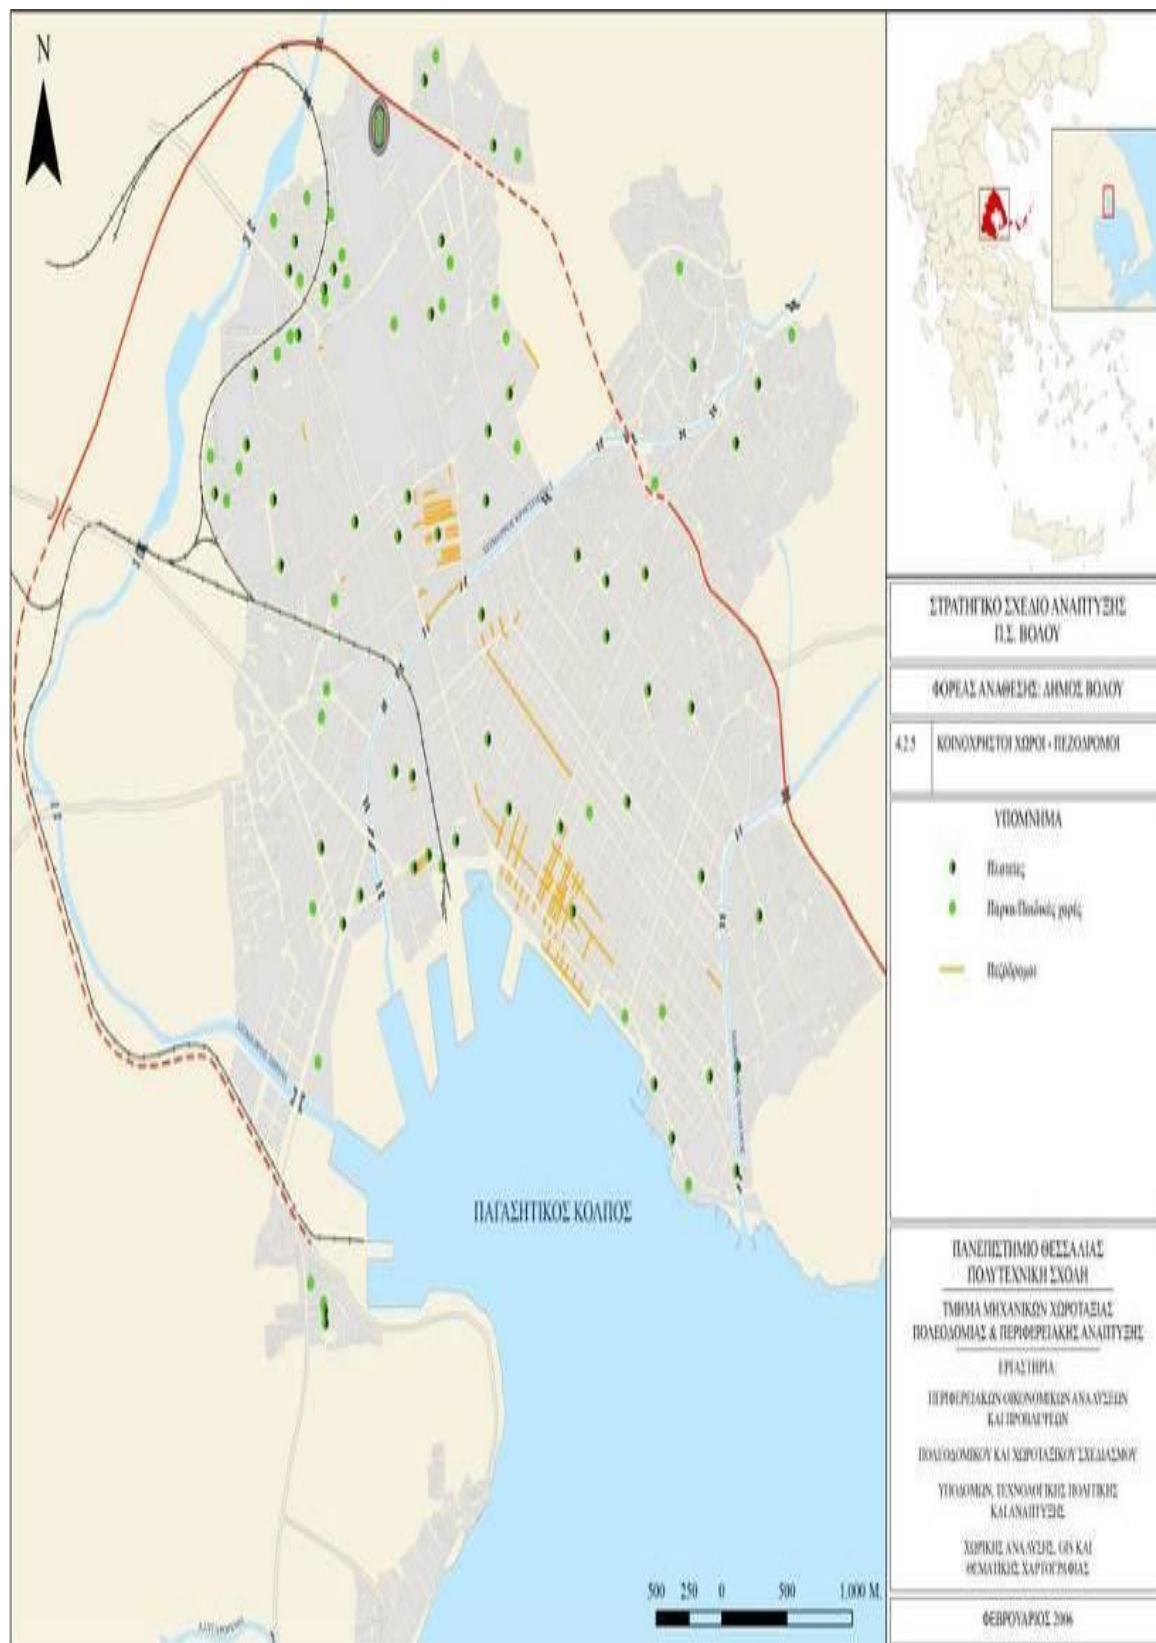 N
ΠΑΓΑΣΗΤΙΚΟΣ ΚΟΛΠΟΣ
500 250 0 500 1.000 Μ.
ΣΤΡΑΤΗΓΙΚΟ ΣΧΕΔΙΟ ΑΝΑΠΤΥΞΗΣ
Π.Σ. ΒΟΛΟΥ
ΦΟΡΕΑΣ ΑΝΑΘΕΣΗΣ: ΔΗΜΟΣ ΒΟΛΟΥ
4.2.5 ΚΟΙΝΟΧΡΗΣΤΟΙ ΧΩΡΟΙ - ΠΕΖΟΔΡΟΜΟΙ
ΥΠΟΜΝΗΜΑ
Πλατείες
Πάρκα/Παιδικές χαρές
Πεζόδρομοι
ΠΑΝΕΠΙΣΤΗΜΙΟ ΘΕΣΣΑΛΙΑΣ
ΠΟΛΥΤΕΧΝΙΚΗ ΣΧΟΛΗ
ΤΜΗΜΑ ΜΗΧΑΝΙΚΩΝ ΧΩΡΟΤΑΞΙΑΣ
ΠΟΛΕΟΔΟΜΙΑΣ & ΠΕΡΙΦΕΡΕΙΑΚΗΣ ΑΝΑΠΤΥΞΗΣ
ΕΡΓΑΣΤΗΡΙΑ
ΠΕΡΙΦΕΡΕΙΑΚΩΝ ΟΙΚΟΝΟΜΙΚΩΝ ΑΝΑΛΥΣΕΩΝ
ΚΑΙ ΠΡΟΒΛΕΨΕΩΝ
ΠΟΛΕΟΔΟΜΙΚΟΥ ΚΑΙ ΧΩΡΟΤΑΞΙΚΟΥ ΣΧΕΔΙΑΣΜΟΥ
ΥΠΟΔΟΜΩΝ, ΤΕΧΝΟΛΟΓΙΚΗΣ ΠΟΛΙΤΙΚΗΣ
ΚΑΙ ΑΝΑΠΤΥΞΗΣ
ΧΩΡΙΚΗΣ ΑΝΑΛΥΣΗΣ, GIS ΚΑΙ
ΘΕΜΑΤΙΚΗΣ ΧΑΡΤΟΓΡΑΦΙΑΣ
ΦΕΒΡΟΥΑΡΙΟΣ 2006